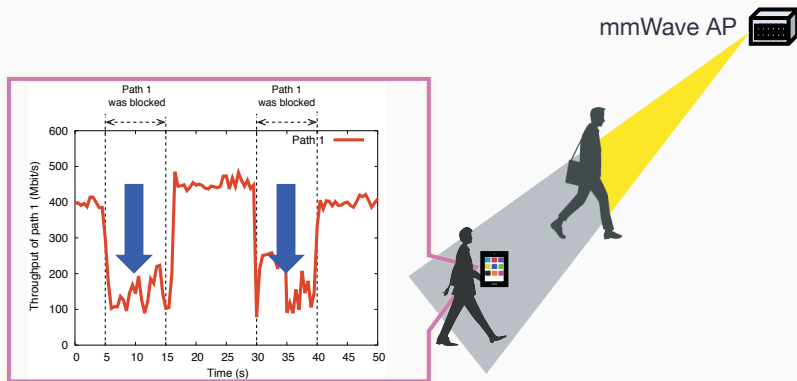 mmWave AP
Path 1
was blocked
Path 1
was blocked
Path 1
Throughput of path 1 (Mbit/s)
600
500
400
300
200
100
0
0 5 10 15 20 25 30 35 40 45 50
Time (s)